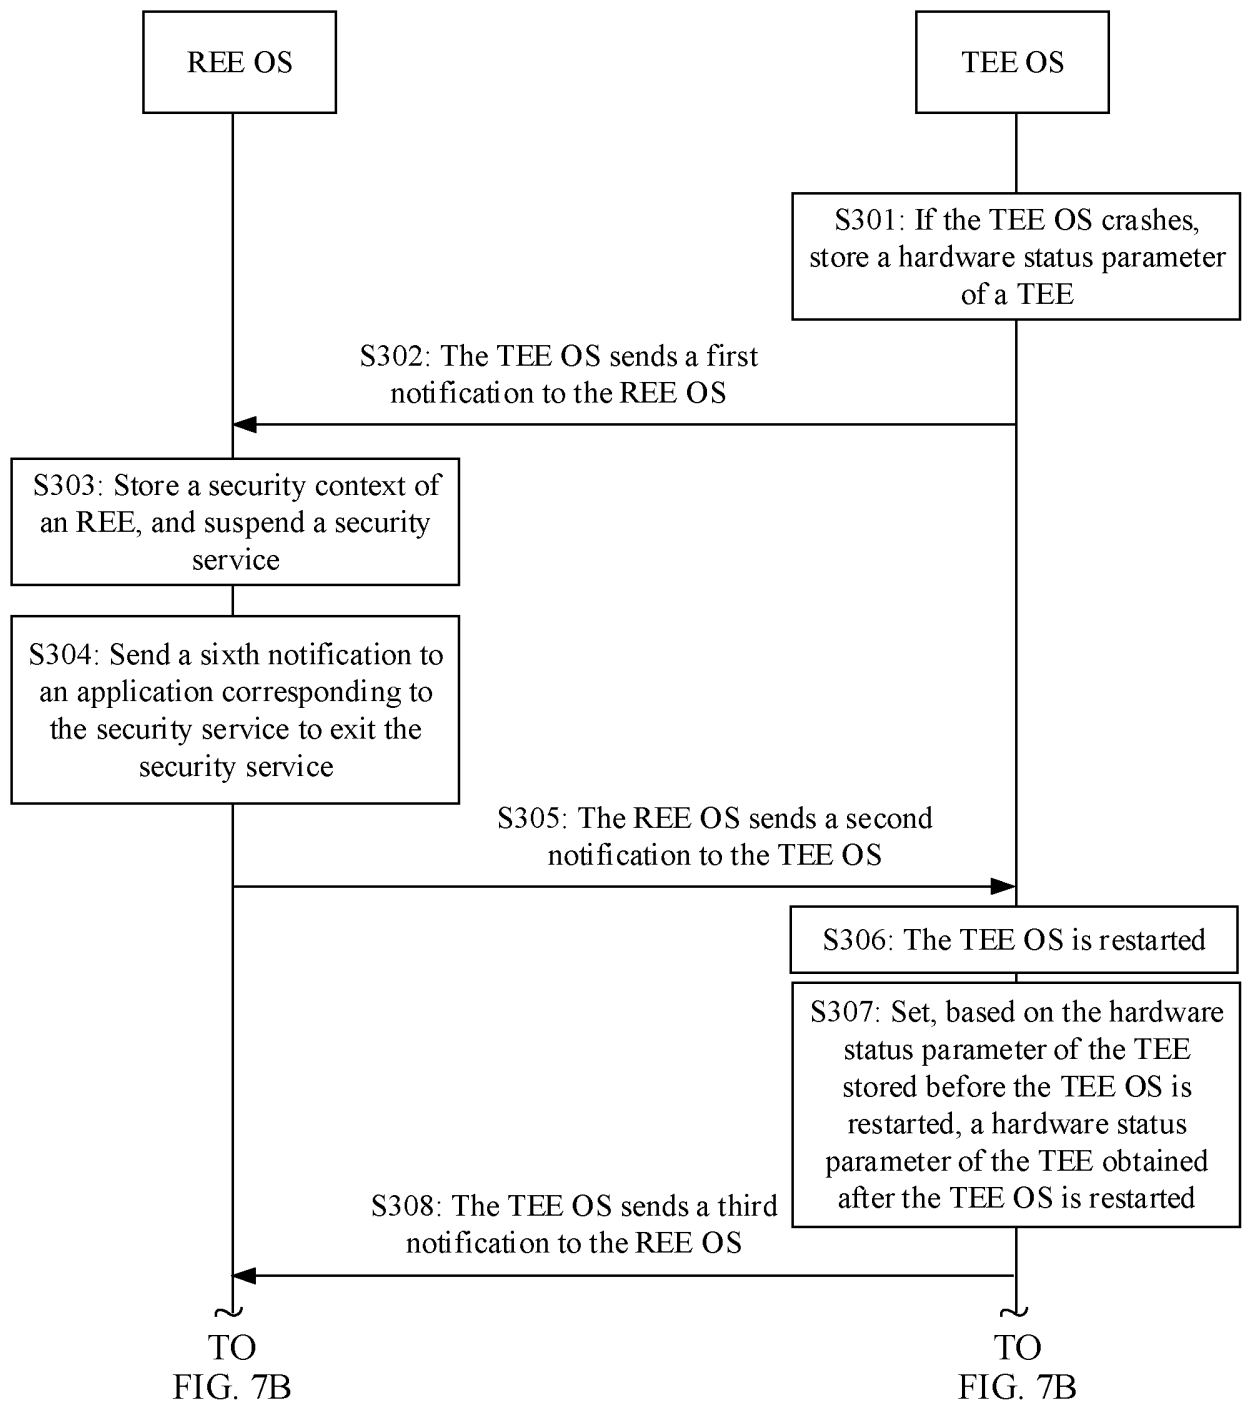 REE OS
TEE OS
S301: If the TEE OS crashes,
store a hardware status parameter
of a TEE
S302: The TEE OS sends a first
notification to the REE OS
S303: Store a security context of
an REE, and suspend a security
service
S304: Send a sixth notification to
an application corresponding to
the security service to exit the
security service
S305: The REE OS sends a second
notification to the TEE OS
S306: The TEE OS is restarted
S307: Set, based on the hardware
status parameter of the TEE
stored before the TEE OS is
restarted, a hardware status
parameter of the TEE obtained
after the TEE OS is restarted
S308: The TEE OS sends a third
notification to the REE OS
TO
FIG. 7B
TO
FIG. 7B